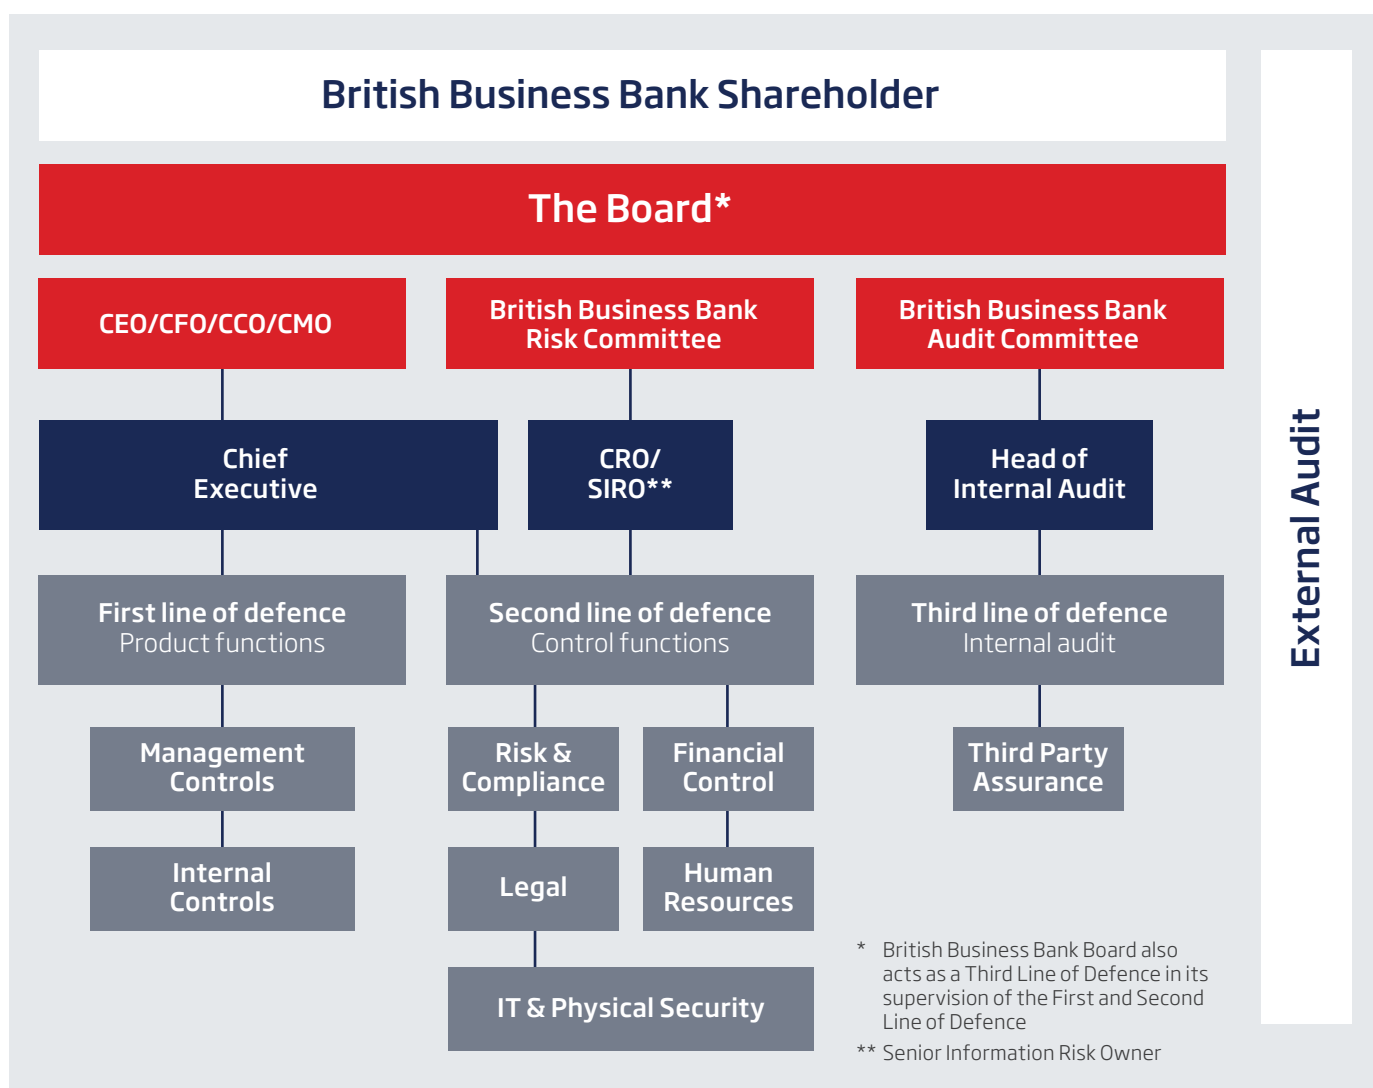 British Business Bank Shareholder
The Board*
CEO/CFO/CCO/CMO
British Business Bank
Risk Committee
British Business Bank
Audit Committee
Chief
Executive
CRO/
SIRO**
Head of
Internal Audit
First line of defence
Product functions
Second line of defence
Control functions
Third line of defence
Internal audit
Management
Controls
Risk &
Compliance
Financial
Control
Third Party
Assurance
Internal
Controls
Legal
Human
Resources
IT & Physical Security
* British Business Bank Board also
acts as a Third Line of Defence in its
supervision of the First and Second
Line of Defence
** Senior Information Risk Owner
External Audit